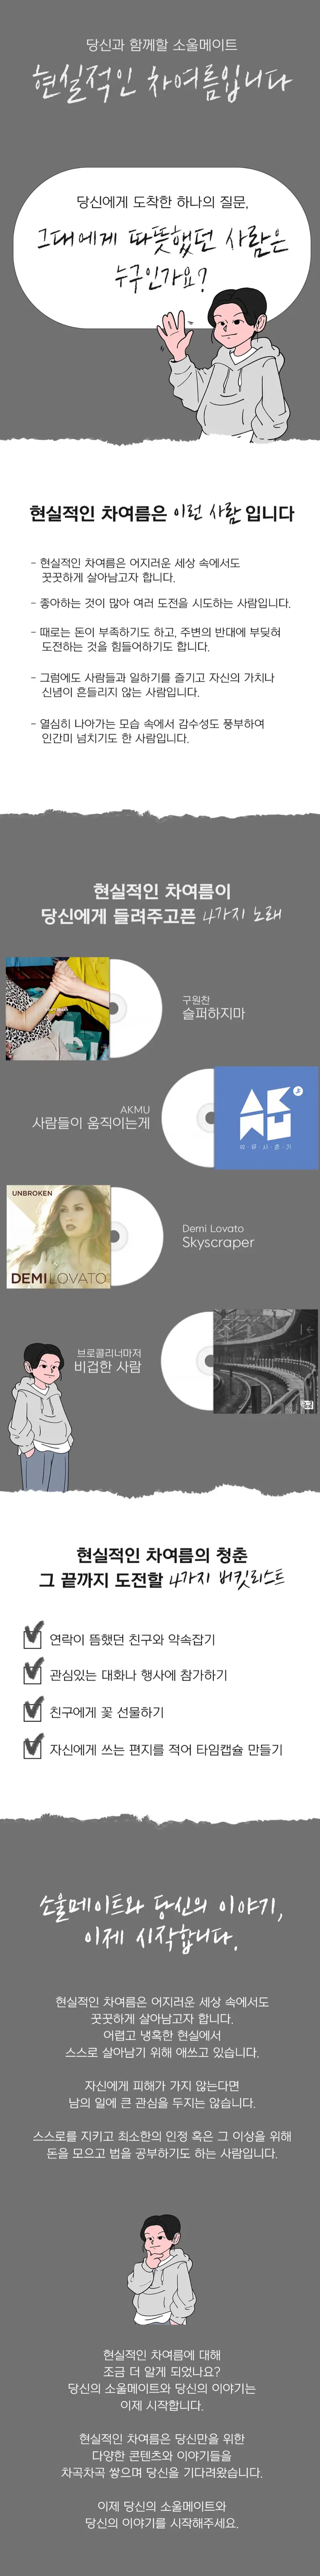 당신과 함께할 소울메이트
현실적인 차여름입니다
당신에게 도착한 하나의 질문,
그대에게 따뜻했던 사람은
누구인가요?
현실적인 차여름은 이런 사람 입니다
- 현실적인 차여름은 어지러운 세상 속에서도
꿋꿋하게 살아남고자 합니다.
- 좋아하는 것이 많아 여러 도전을 시도하는 사람입니다.
- 때로는 돈이 부족하기도 하고, 주변의 반대에 부딪혀
도전하는 것을 힘들어하기도 합니다.
- 그럼에도 사람들과 일하기를 즐기고 자신의 가치나
신념이 흔들리지 않는 사람입니다.
- 열심히 나아가는 모습 속에서 감수성도 풍부하여
인간미 넘치기도 한 사람입니다.
현실적인 차여름이
당신에게 들려주고픈 4가지 노래
구원찬
슬퍼하지마
AKMU
사람들이 움직이는게
AKMU
UNBROKEN
DEMI LOVATO
Demi Lovato
Skyscraper
브로콜리너마저
비겁한 사람
현실적인 차여름의 청춘
그 끝까지 도전할 4가지 버킷리스트
연락이 뜸했던 친구와 약속잡기
관심있는 대화나 행사에 참가하기
친구에게 꽃 선물하기
자신에게 쓰는 편지를 적어 타임캡슐 만들기
소울메이트와 당신의 이야기,
이제 시작합니다.
현실적인 차여름은 어지러운 세상 속에서도
꿋꿋하게 살아남고자 합니다.
어렵고 냉혹한 현실에서
스스로 살아남기 위해 애쓰고 있습니다.
자신에게 피해가 가지 않는다면
남의 일에 큰 관심을 두지는 않습니다.
스스로를 지키고 최소한의 인정 혹은 그 이상을 위해
돈을 모으고 법을 공부하기도 하는 사람입니다.
현실적인 차여름에 대해
조금 더 알게 되었나요?
당신의 소울메이트와 당신의 이야기는
이제 시작합니다.
현실적인 차여름은 당신만을 위한
다양한 콘텐츠와 이야기들을
차곡차곡 쌓으며 당신을 기다려왔습니다.
이제 당신의 소울메이트와
당신의 이야기를 시작해주세요.